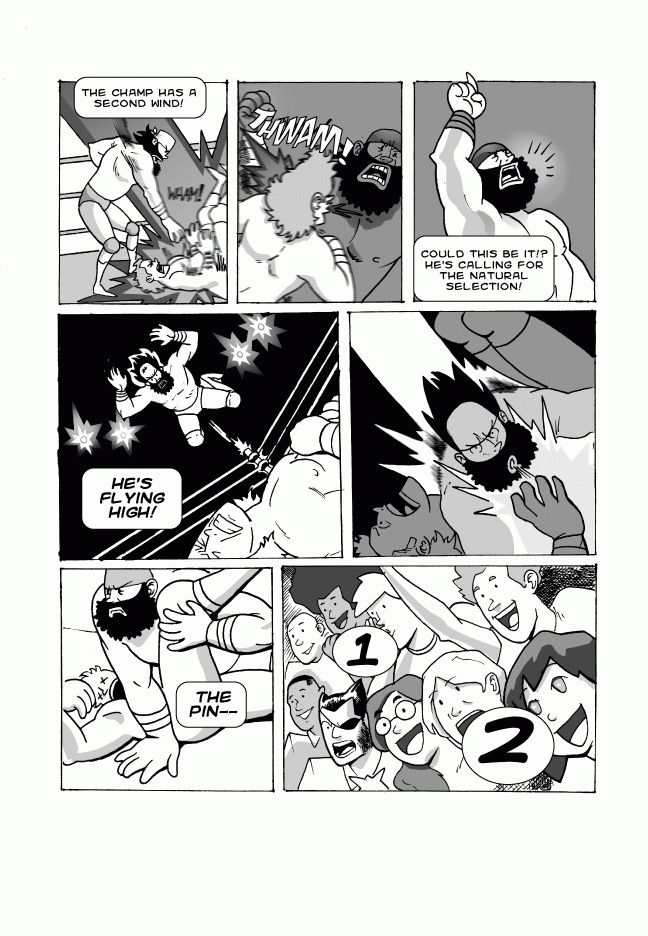 THE CHAMP HAS A
SECOND WIND!
WHAM!
THWAM!
COULD THIS BE IT!?
HE'S CALLING FOR
THE NATURAL
SELECTION!
HE'S
FLYING
HIGH!
THE
PIN--
1
2